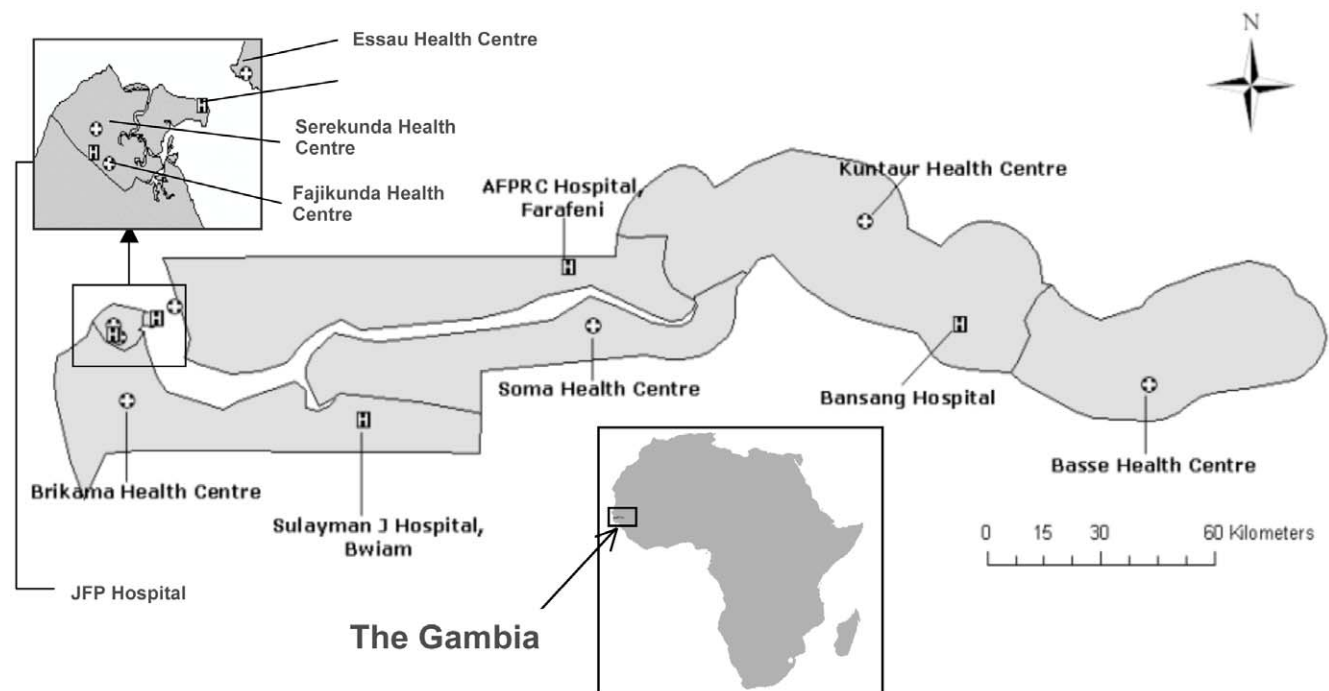 Essau Health Centre
N
Serekunda Health
Centre
Fajikunda Health
Centre
AFPRC Hospital,
Farafeni
Kuntaur Health Centre
H
H
H
H
H
H
H
Soma Health Centre
Bansang Hospital
Brikama Health Centre
Basse Health Centre
Sulayman J Hospital,
Bwiam
0 15 30 60 Kilometers
JFP Hospital
The Gambia